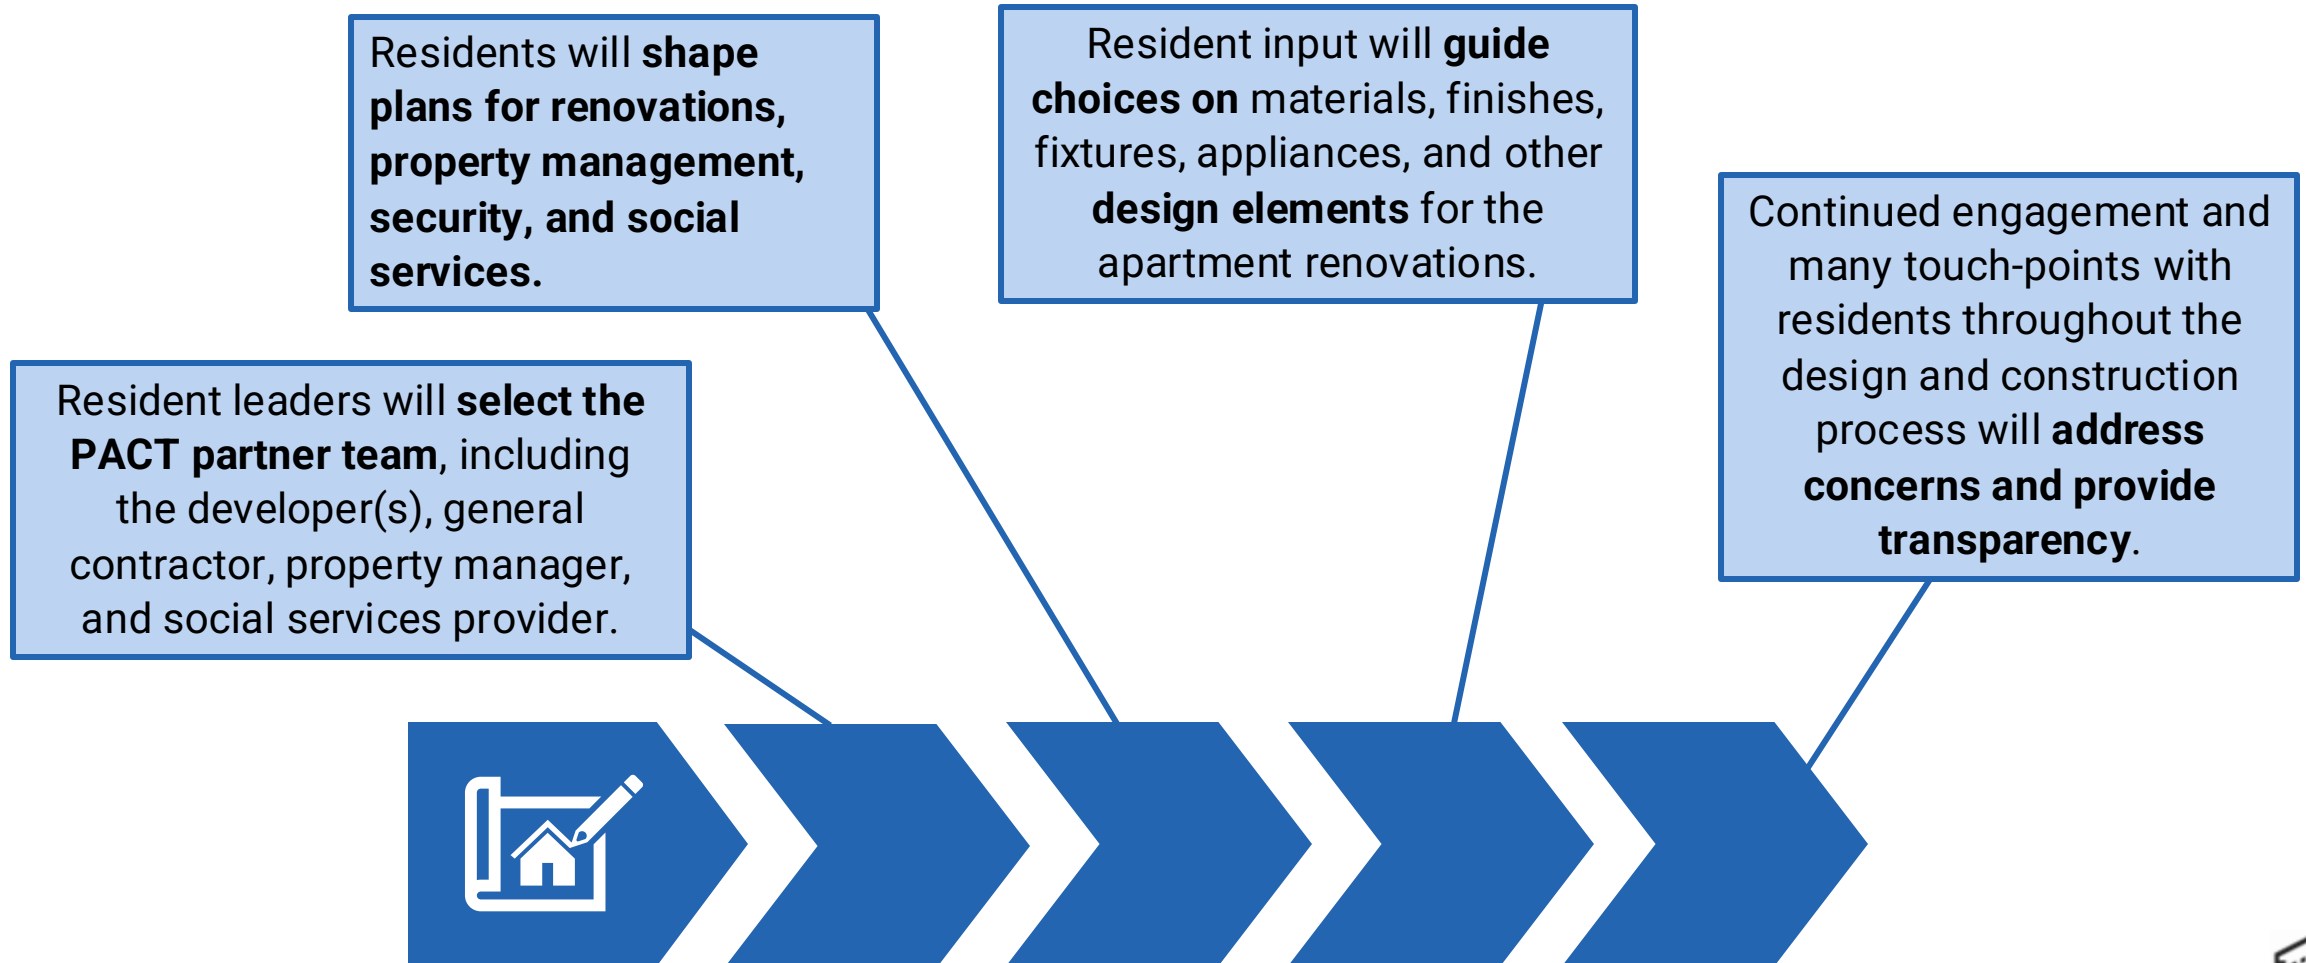 Residents will shape
plans for renovations,
property management,
security, and social
services.
Resident input will guide
choices on materials, finishes,
fixtures, appliances, and other
design elements for the
apartment renovations.
Continued engagement and
many touch-points with
residents throughout the
design and construction
process will address
concerns and provide
transparency.
Resident leaders will select the
PACT partner team, including
the developer(s), general
contractor, property manager,
and social services provider.